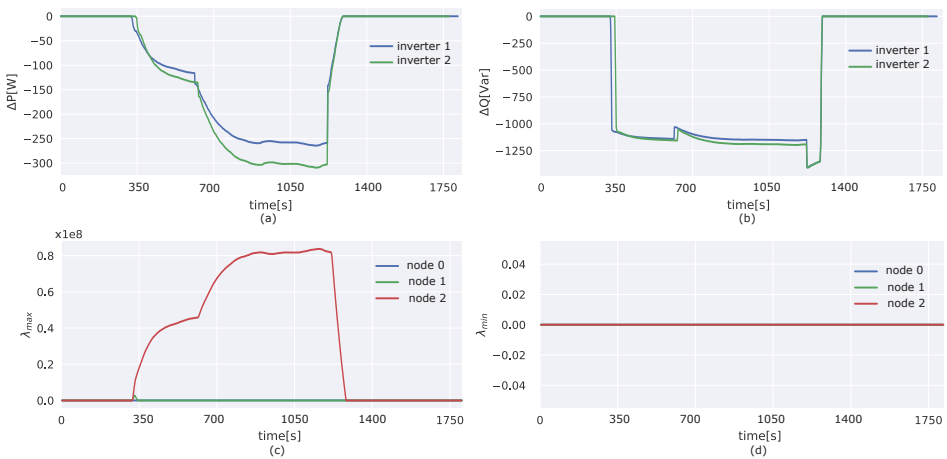 0
−50
−100
−150
−200
−250
−300
ΔP[W]
inverter 1
inverter 2
0 350 700 1050 1400 1750
time[s]
(a)
0
−250
−500
−750
−1000
−1250
ΔQ[Var]
inverter 1
inverter 2
0 350 700 1050 1400 1750
time[s]
(b)
x1e8
0.8
0.6
0.4
0.2
0.0
λmax
node 0
node 1
node 2
350 700 1050 1400 1750
time[s]
(c)
0.04
0.02
0.00
−0.02
−0.04
λmin
node 0
node 1
node 2
0 350 700 1050 1400 1750
time[s]
(d)